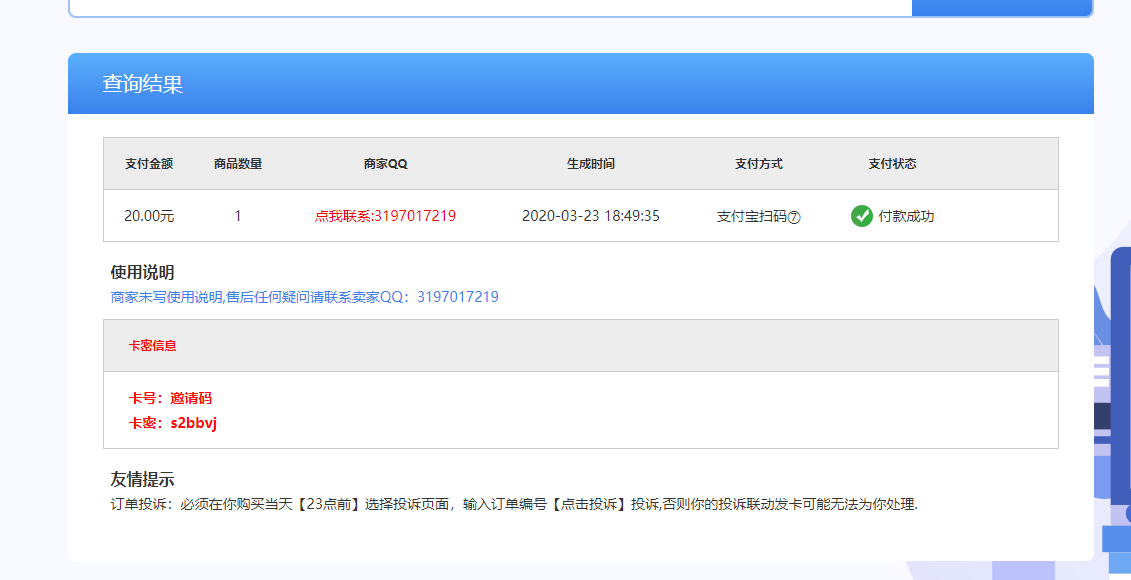 查询结果
支付金额 商品数量 商家QQ 生成时间 支付方式 支付状态
20.00元 1 点我联系:3197017219 2020-03-23 18:49:35 支付宝扫码⑦ 付款成功
使用说明
商家未写使用说明,售后任何疑问请联系卖家QQ：3197017219
卡密信息
卡号：邀请码
卡密：s2bbvj
友情提示
订单投诉：必须在你购买当天【23点前】选择投诉页面，输入订单编号【点击投诉】投诉,否则你的投诉联动发卡可能无法为你处理.